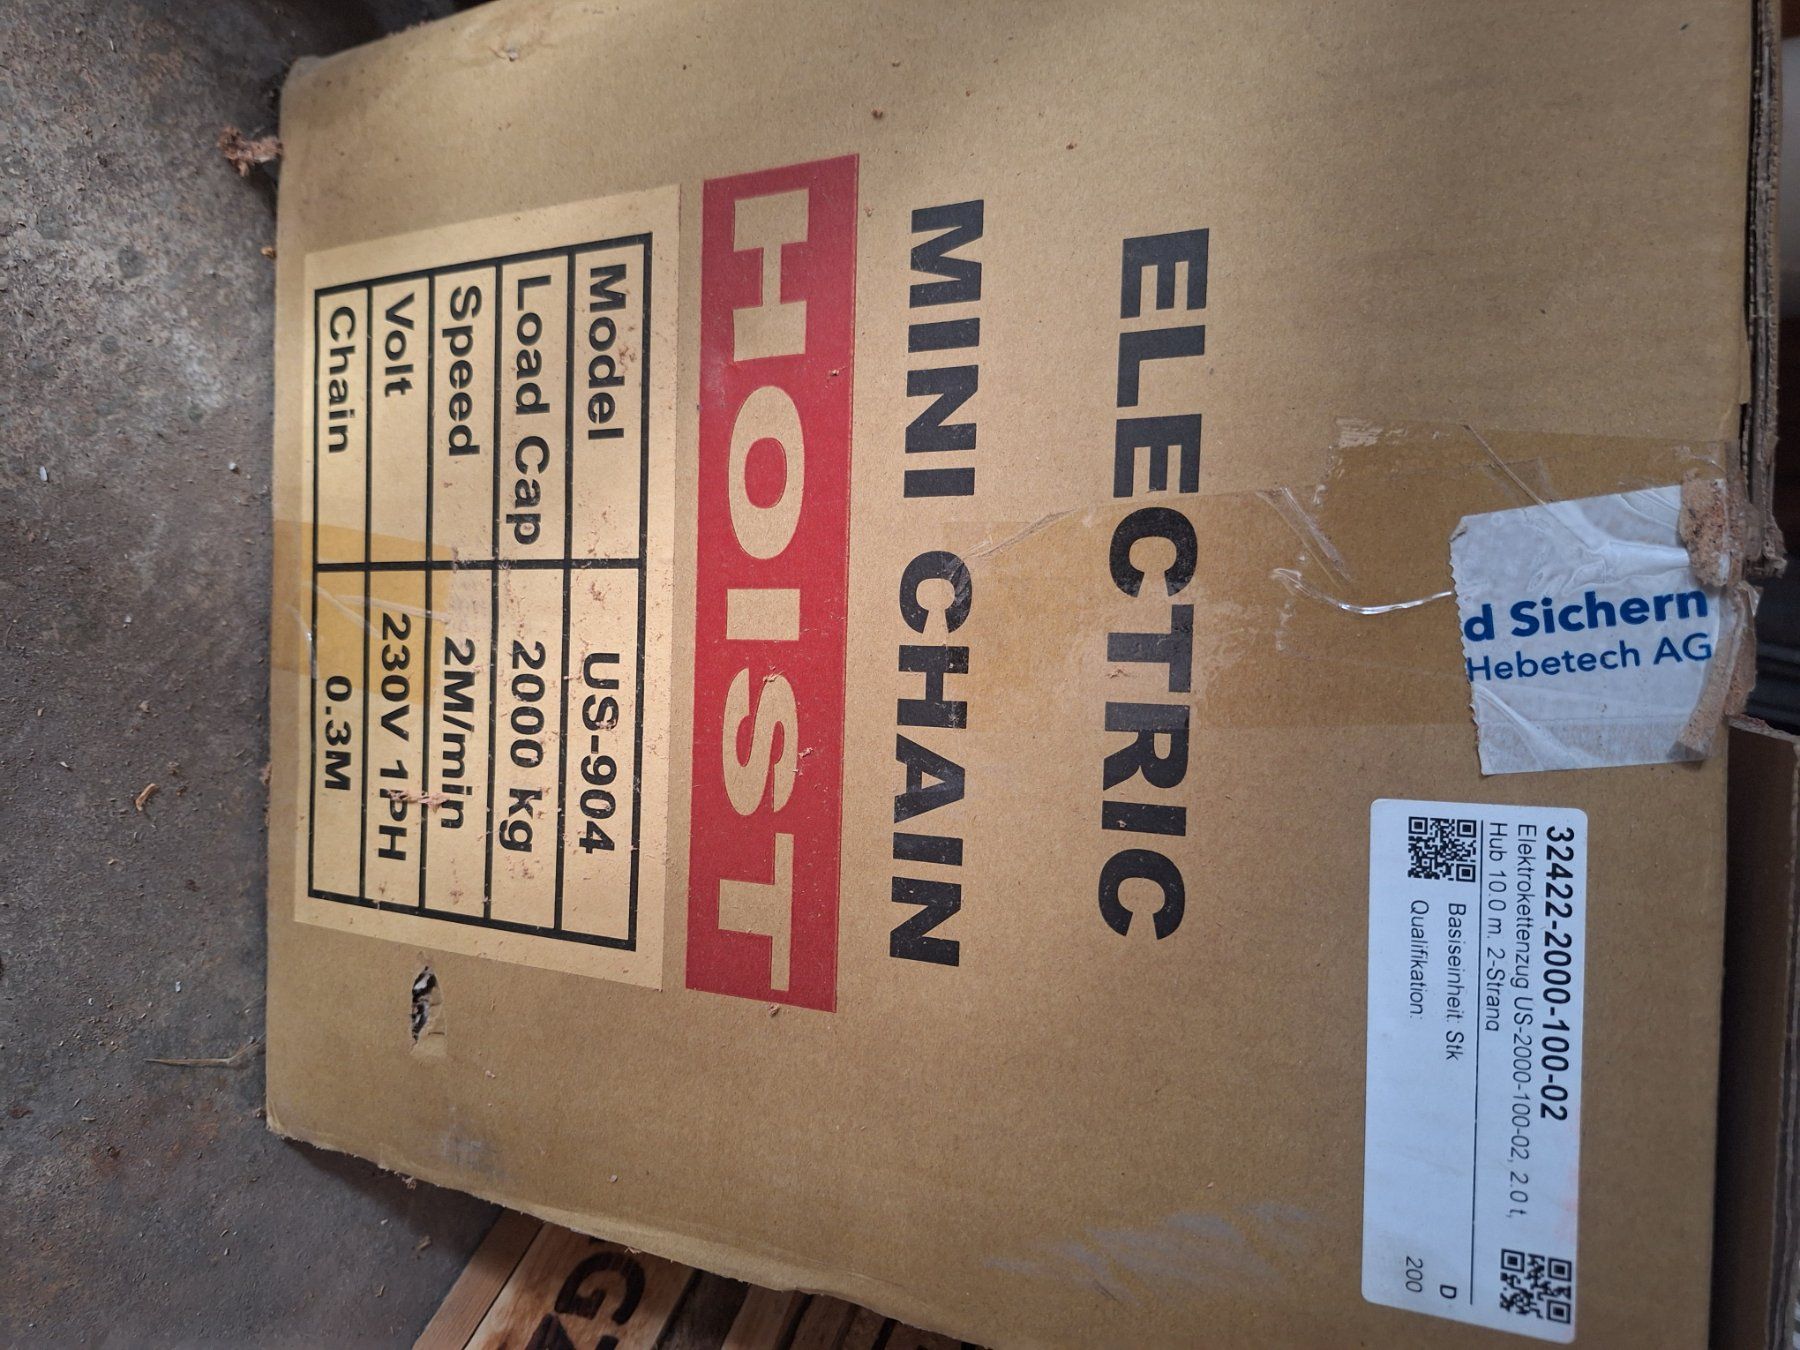 ELECTRIC
MINI CHAIN
HOIST
Model US-904
Load Cap 2000 kg
Speed 2M/min
Volt 230V 1PH
Chain 0.3M
d Sichern
Hebetech AG
32422-2000-100-02
Elektrokettenzug US-2000-100-02, 2.0 t,
Hub 10.0 m, 2-Strang
Basiseinheit: Stk D
Qualifikation: 200
G